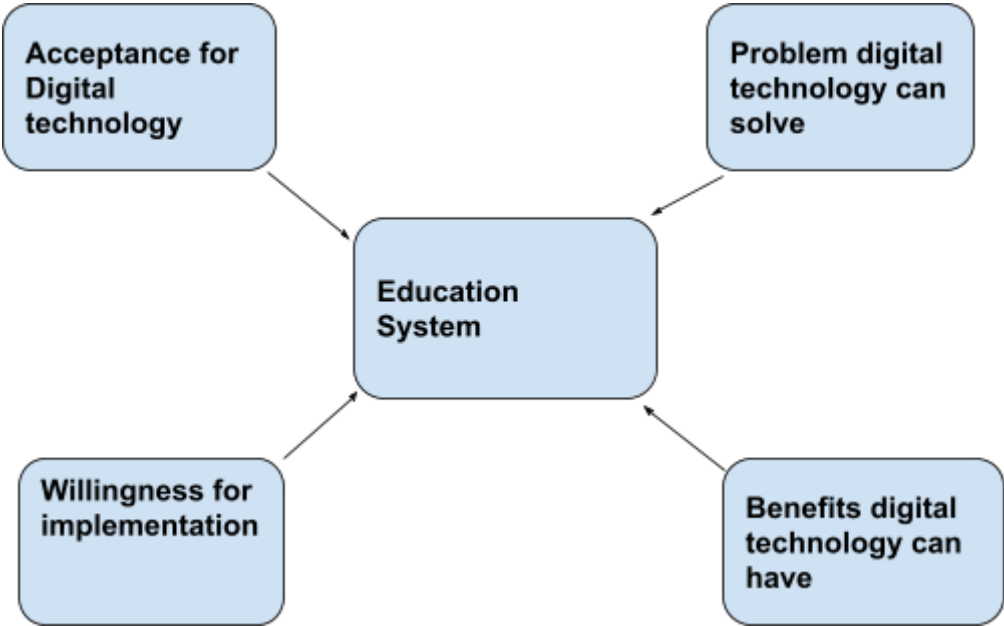 Acceptance for
Digital
technology
Problem digital
technology can
solve
Education
System
Willingness for
implementation
Benefits digital
technology can
have